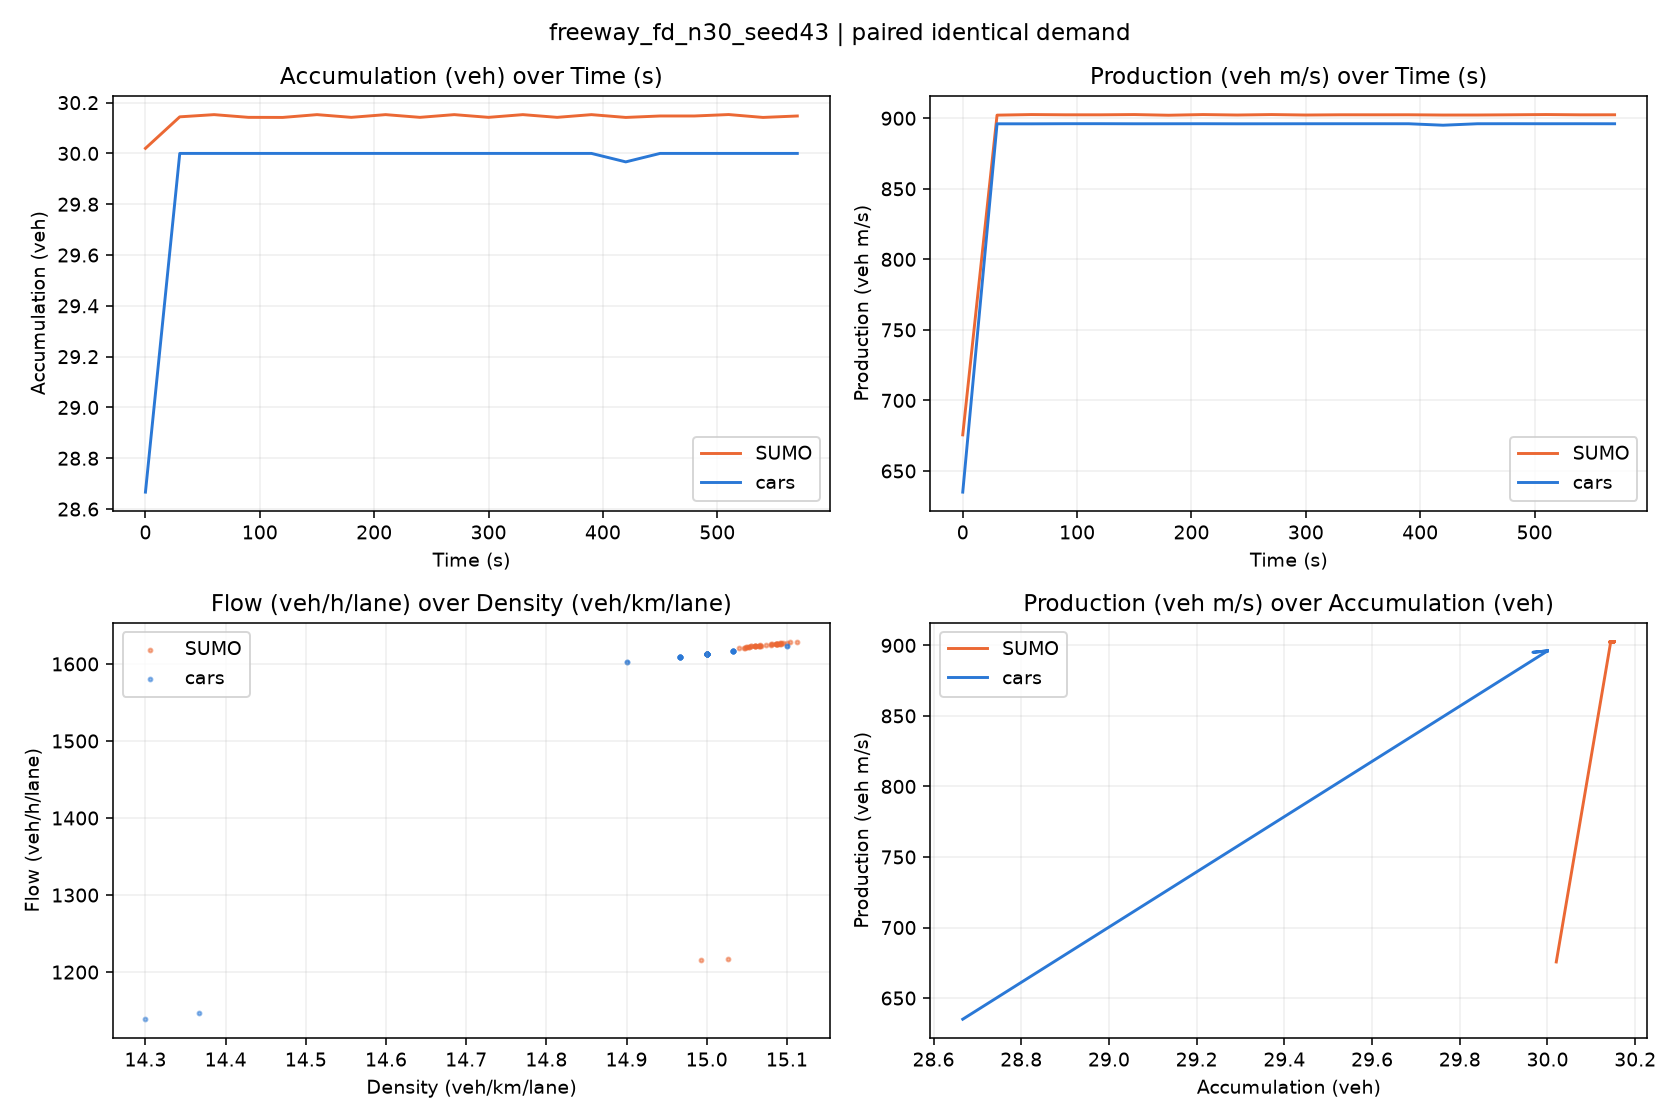 freeway_fd_n30_seed43 | paired identical demand
Accumulation (veh) over Time (s)
Accumulation (veh)
30.2
30.0
29.8
29.6
29.4
29.2
29.0
28.8
28.6
SUMO
cars
0 100 200 300 400 500
Time (s)
Production (veh m/s) over Time (s)
Production (veh m/s)
900
850
800
750
700
650
SUMO
cars
0 100 200 300 400 500
Time (s)
Flow (veh/h/lane) over Density (veh/km/lane)
Flow (veh/h/lane)
SUMO
cars
1600
1500
1400
1300
1200
14.3 14.4 14.5 14.6 14.7 14.8 14.9 15.0 15.1
Density (veh/km/lane)
Production (veh m/s) over Accumulation (veh)
Production (veh m/s)
SUMO
cars
900
850
800
750
700
650
28.6 28.8 29.0 29.2 29.4 29.6 29.8 30.0 30.2
Accumulation (veh)